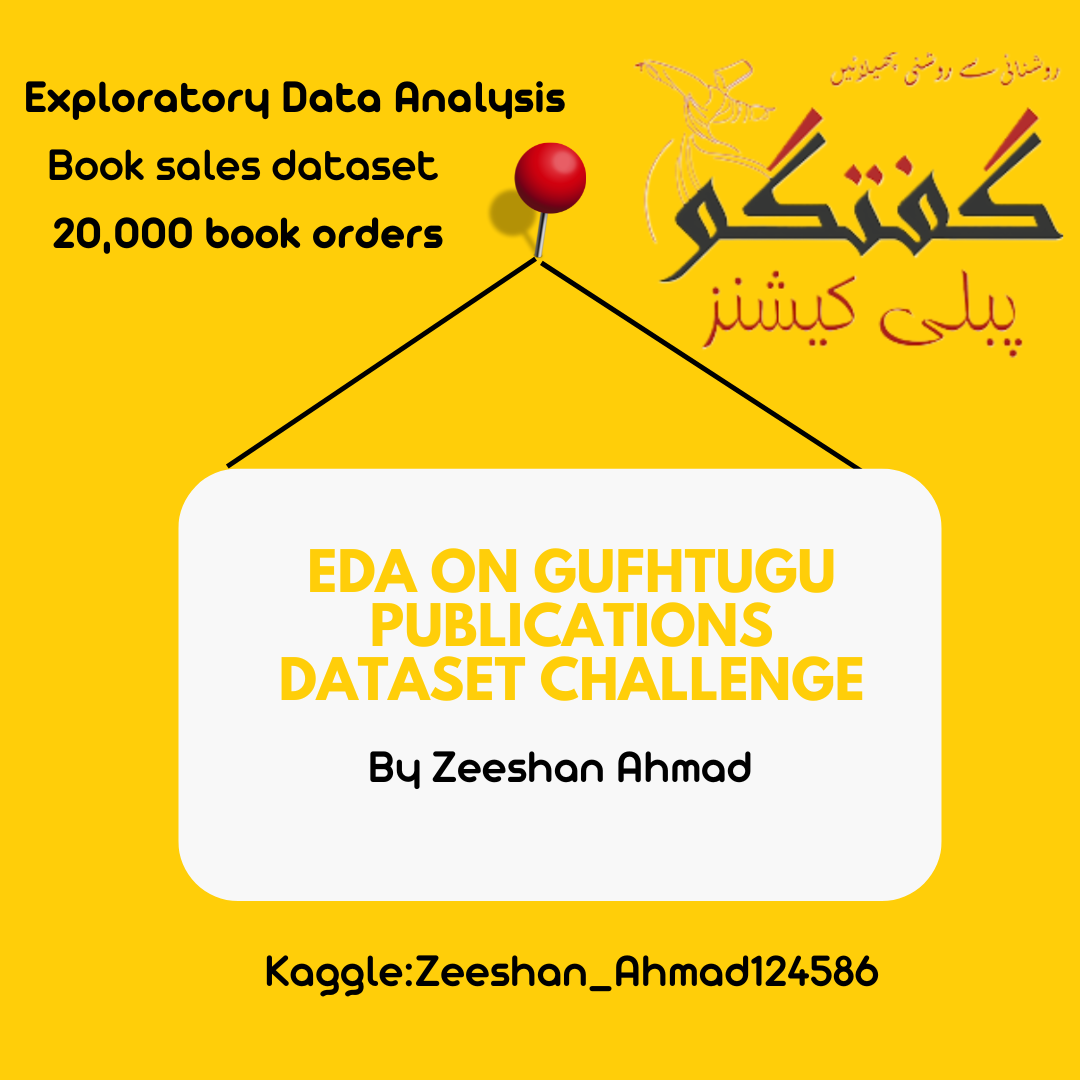 Exploratory Data Analysis
Book sales dataset
20,000 book orders
روشنائی سے روشنی پھیلائیں
گفتگو
پبلی کیشنز
EDA ON GUFHTUGU
PUBLICATIONS
DATASET CHALLENGE
By Zeeshan Ahmad
Kaggle:Zeeshan_Ahmad124586